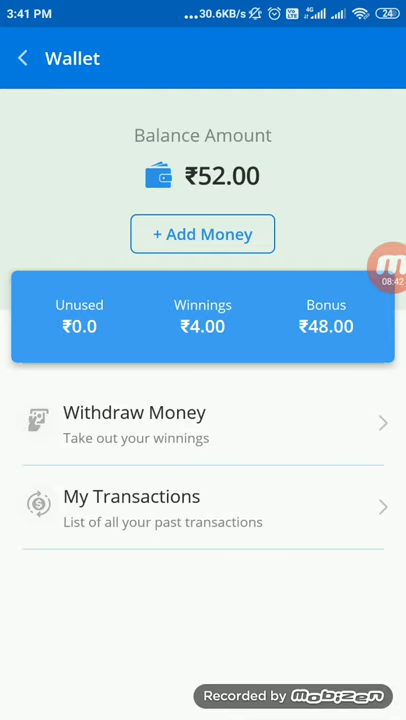 3:41 PM ...30.6KB/s 4G 24
Wallet
Balance Amount
₹52.00
+ Add Money
08:42
Unused Winnings Bonus
₹0.0 ₹4.00 ₹48.00
Withdraw Money
Take out your winnings
My Transactions
List of all your past transactions
Recorded by mobizen